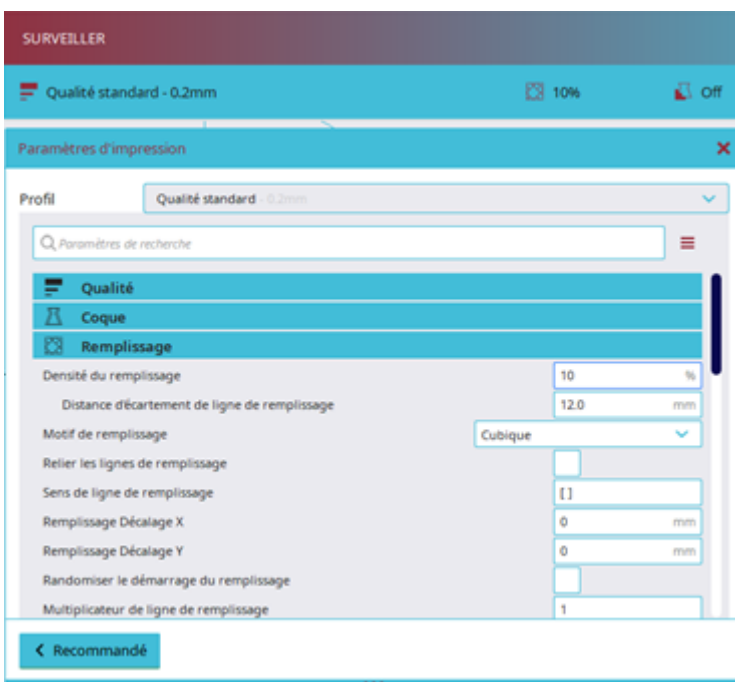 SURVEILLER
Qualité standard - 0.2mm 10% Off
Paramètres d'impression
Profil Qualité standard - 0.2mm
Paramètres de recherche
Qualité
Coque
Remplissage
Densité du remplissage 10 %
Distance d'écartement de ligne de remplissage 12.0 mm
Motif de remplissage Cubique
Relier les lignes de remplissage
Sens de ligne de remplissage [ ]
Remplissage Décalage X 0 mm
Remplissage Décalage Y 0 mm
Randomiser le démarrage du remplissage
Multiplicateur de ligne de remplissage 1
Recommandé